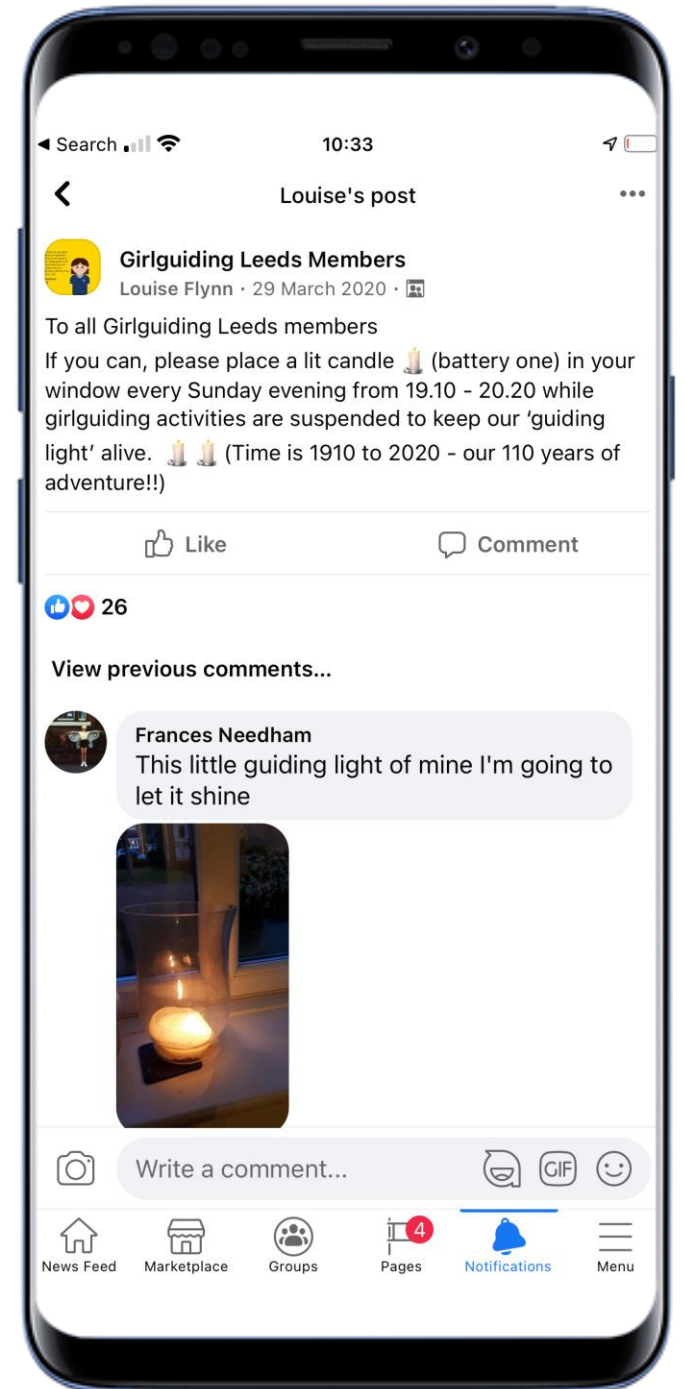 Search
10:33
Louise's post
Girlguiding Leeds Members
Louise Flynn · 29 March 2020 ·
To all Girlguiding Leeds members
If you can, please place a lit candle 🕯️ (battery one) in your
window every Sunday evening from 19.10 - 20.20 while
girlguiding activities are suspended to keep our ‘guiding
light’ alive. 🕯️ 🕯️ (Time is 1910 to 2020 - our 110 years of
adventure!!)
Like
Comment
26
View previous comments...
Frances Needham
This little guiding light of mine I'm going to
let it shine
Write a comment...
GIF
4
News Feed
Marketplace
Groups
Pages
Notifications
Menu